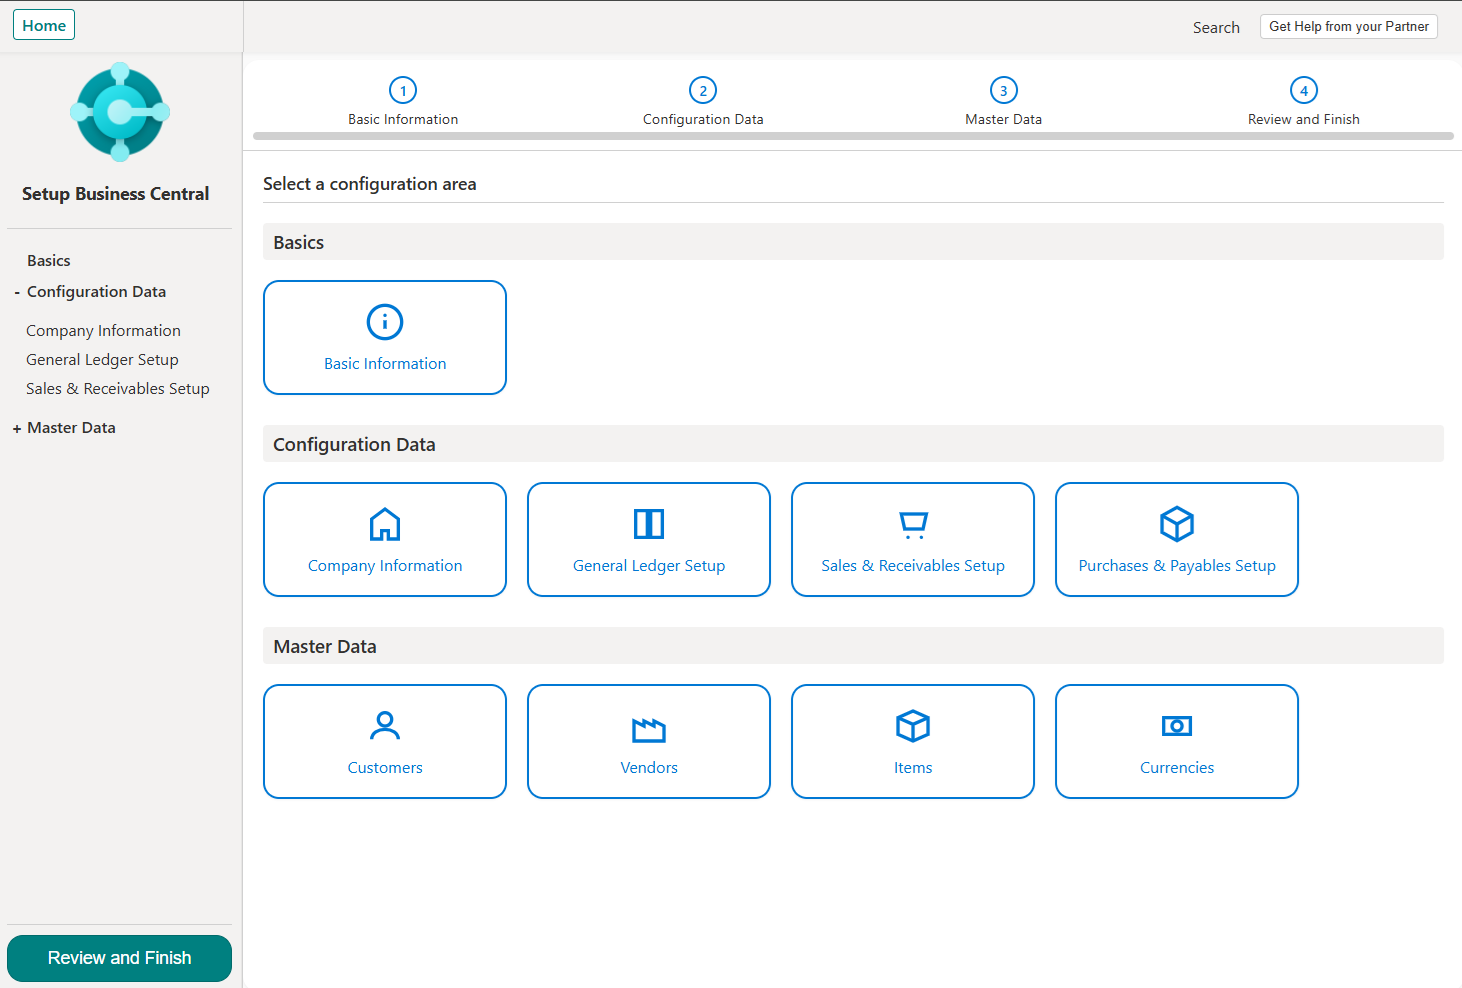 Home
Search
Get Help from your Partner
Setup Business Central
Basics
- Configuration Data
Company Information
General Ledger Setup
Sales & Receivables Setup
+ Master Data
Review and Finish
1
Basic Information
2
Configuration Data
3
Master Data
4
Review and Finish
Select a configuration area
Basics
Basic Information
Configuration Data
Company Information
General Ledger Setup
Sales & Receivables Setup
Purchases & Payables Setup
Master Data
Customers
Vendors
Items
Currencies